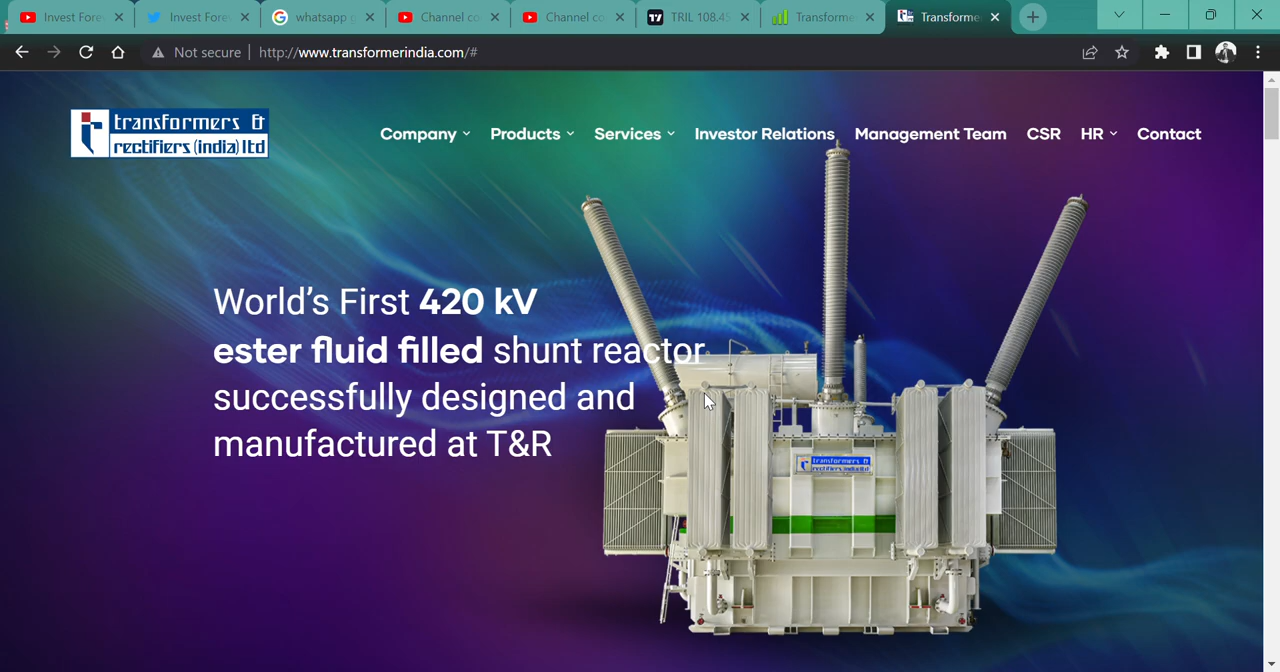 Invest Fore
Invest Forev
whatsapp g
Channel co
Channel co
TRIL 108.45
Transforme
Transforme
Not secure | http://www.transformerindia.com/#
transformers &
rectifiers (india) ltd
Company Products Services Investor Relations Management Team CSR HR Contact
World’s First 420 kV
ester fluid filled shunt reactor
successfully designed and
manufactured at T&R
transformers &
rectifiers (india) ltd